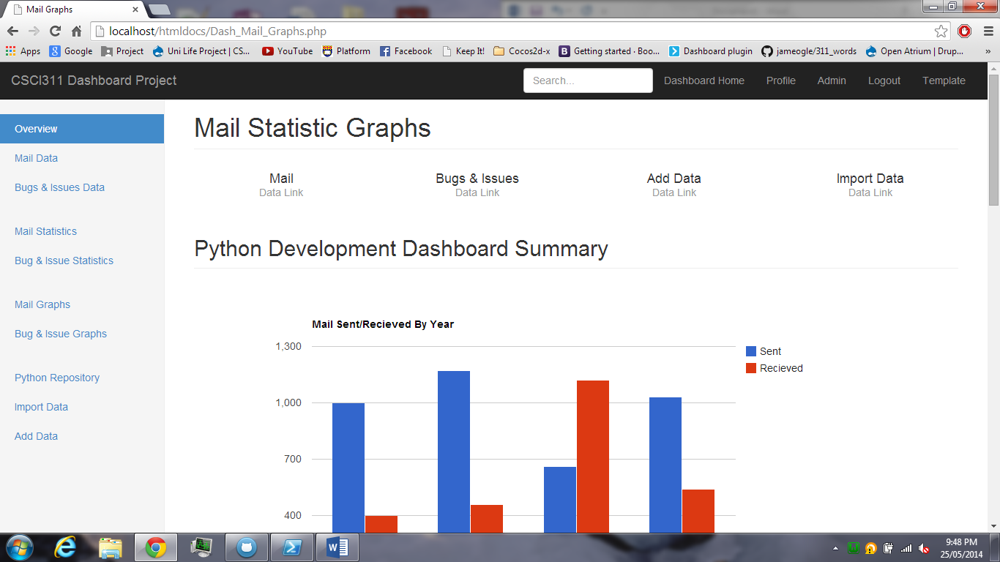 Mail Graphs
localhost/htmldocs/Dash_Mail_Graphs.php
Apps Google Project Uni Life Project | CS... YouTube Platform Facebook Keep It! Cocos2d-x Getting started · Boo... Dashboard plugin jameogle/311_words Open Atrium | Drup... »
CSCI311 Dashboard Project Search... Dashboard Home Profile Admin Logout Template
Overview
Mail Data
Bugs & Issues Data
Mail Statistics
Bug & Issue Statistics
Mail Graphs
Bug & Issue Graphs
Python Repository
Import Data
Add Data
Mail Statistic Graphs
Mail Bugs & Issues Add Data Import Data
Data Link Data Link Data Link Data Link
Python Development Dashboard Summary
Mail Sent/Recieved By Year
1,300
1,000
700
400
Sent
Recieved
9:48 PM
25/05/2014